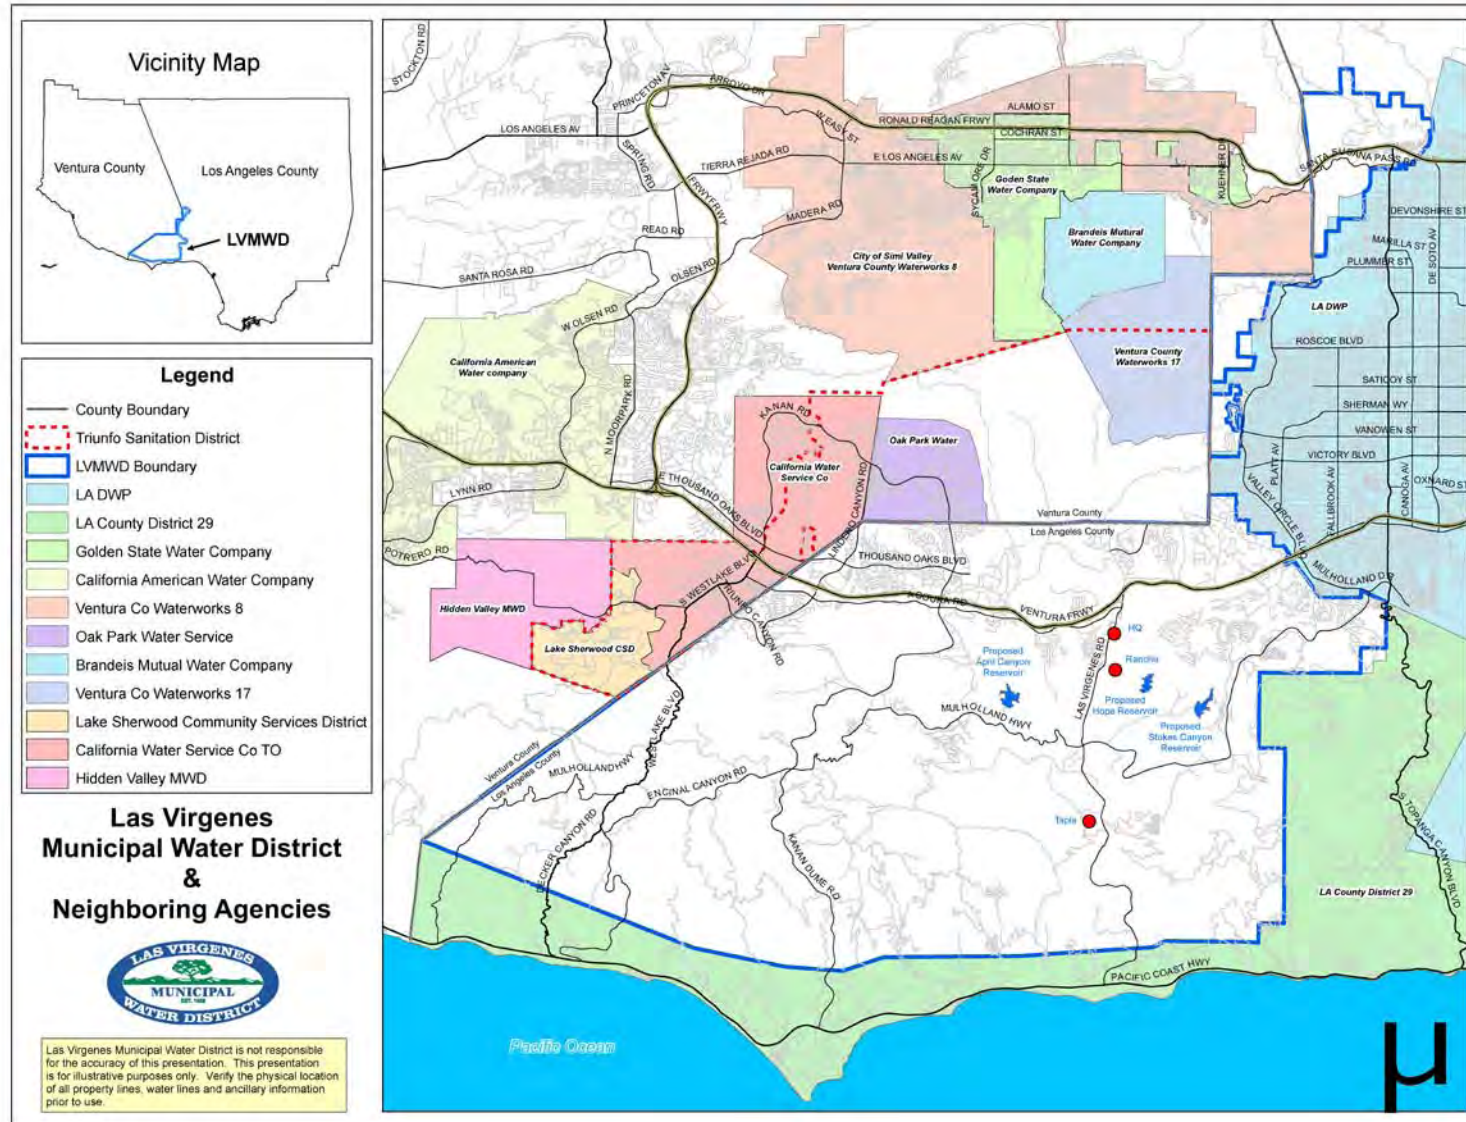 Vicinity Map
Ventura County
Los Angeles County
LVMWD
Legend
County Boundary
Triunfo Sanitation District
LVMWD Boundary
LA DWP
LA County District 29
Golden State Water Company
California American Water Company
Ventura Co Waterworks 8
Oak Park Water Service
Brandeis Mutual Water Company
Ventura Co Waterworks 17
Lake Sherwood Community Services District
California Water Service Co TO
Hidden Valley MWD
Las Virgenes
Municipal Water District
&
Neighboring Agencies
LAS VIRGENES
MUNICIPAL
EST. 1958
WATER DISTRICT
Las Virgenes Municipal Water District is not responsible
for the accuracy of this presentation. This presentation
is for illustrative purposes only. Verify the physical location
of all property lines, water lines and ancillary information
prior to use.
STOCKTON RD
PRINCETON AV
ARROYO DR
LOS ANGELES AV
SPRING RD
W EASY ST
RONALD REAGAN FRWY
ALAMO ST
COCHRAN ST
TIERRA REJADA RD
E LOS ANGELES AV
SYCAMORE DR
KUEHNER DR
SANTA SUSANA PASS RD
Goden State
Water Company
FRWYFRWY
MADERA RD
READ RD
Brandeis Mutural
Water Company
DEVONSHIRE ST
MARILLA ST
PLUMMER ST
DE SOTO AV
City of Simi Valley
Ventura County Waterworks 8
SANTA ROSA RD
OLSEN RD
W OLSEN RD
LA DWP
California American
Water company
N MOORPARK RD
Ventura County
Waterworks 17
ROSCOE BLVD
SATICOY ST
SHERMAN WY
VANOWEN ST
VICTORY BLVD
KANAN RD
Oak Park Water
California Water
Service Co
LYNN RD
E THOUSAND OAKS BLVD
LINDERO CANYON RD
PLATT AV
VALLEY CIRCLE BLVD
FALLBROOK AV
CANOGA AV
OXNARD ST
Ventura County
Los Angeles County
POTRERO RD
THOUSAND OAKS BLVD
MULHOLLAND DR
Hidden Valley MWD
S WESTLAKE BLVD
TRIUNFO CANYON RD
AGOURA RD
VENTURA FRWY
HQ
Lake Sherwood CSD
Proposed
April Canyon
Reservoir
LAS VIRGENES RD
Rancho
Proposed
Hope Reservoir
Proposed
Stokes Canyon
Reservoir
MULHOLLAND HWY
WESTLAKE BLVD
Ventura County
Los Angeles County
MULHOLLAND HWY
ENCINAL CANYON RD
DECKER CANYON RD
KANAN DUME RD
Tapia
S TOPANGA CANYON BLVD
LA County District 29
PACIFIC COAST HWY
Pacific Ocean
µ